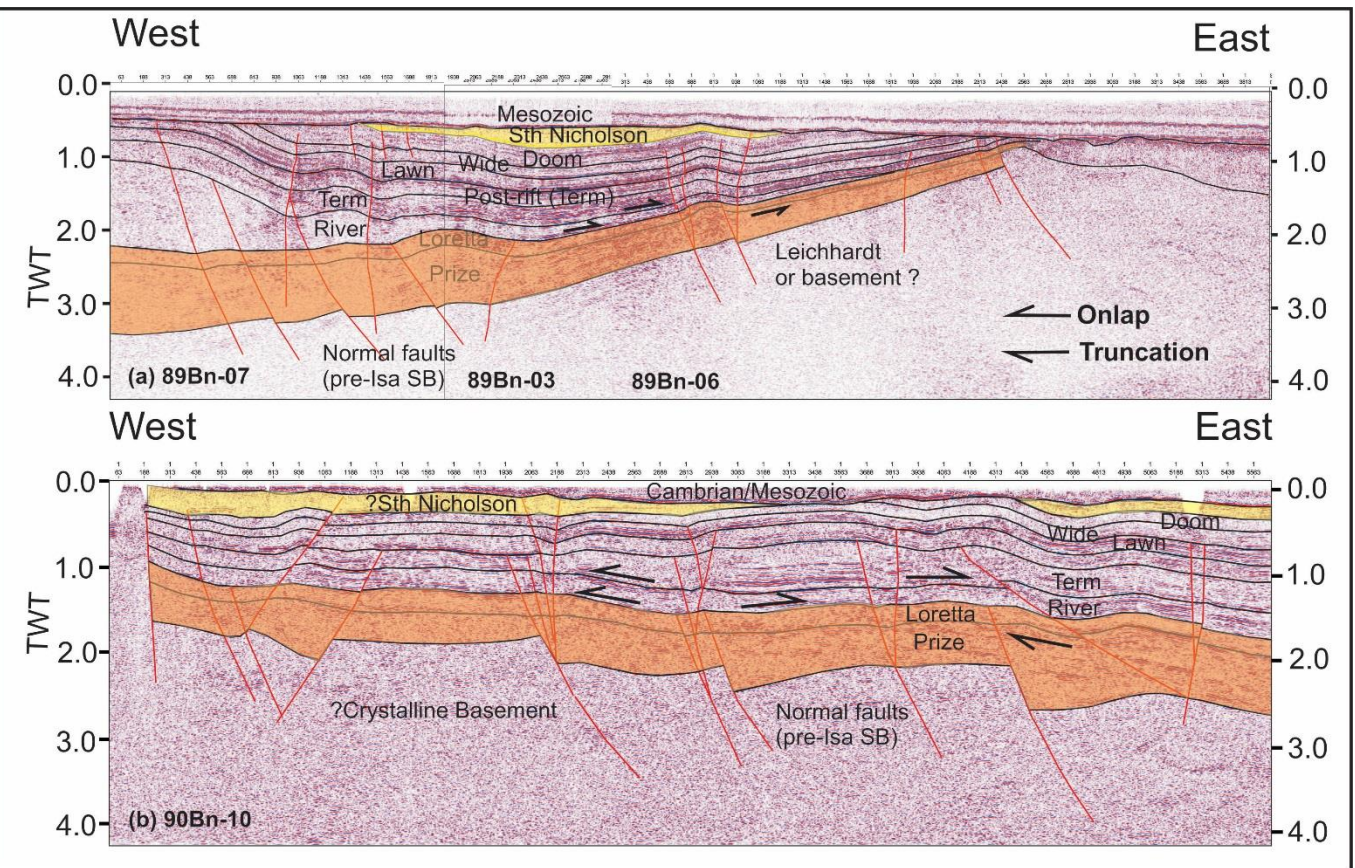 West
East
0.0
0.0
Mesozoic
Sth Nicholson
1.0
1.0
Lawn
Wide
Doom
Term
Post-rift (Term)
2.0
2.0
River
Loretta
Prize
Leichhardt
or basement ?
TWT
3.0
3.0
Onlap
Truncation
Normal faults
(pre-Isa SB)
4.0
4.0
(a) 89Bn-07
89Bn-03
89Bn-06
West
East
0.0
0.0
Cambrian/Mesozoic
?Sth Nicholson
Doom
Wide
Lawn
1.0
1.0
Term
River
TWT
Loretta
Prize
2.0
2.0
?Crystalline Basement
Normal faults
(pre-Isa SB)
3.0
3.0
(b) 90Bn-10
4.0
4.0